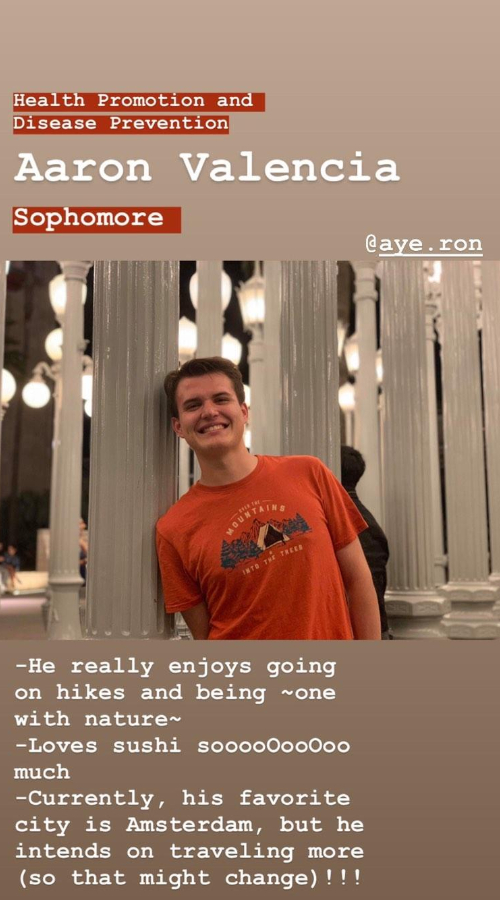 Health Promotion and
Disease Prevention
Aaron Valencia
Sophomore
@aye.ron
OVER THE
MOUNTAINS
INTO THE TREES
-He really enjoys going
on hikes and being ~one
with nature~
-Loves sushi sooooOooOoo
much
-Currently, his favorite
city is Amsterdam, but he
intends on traveling more
(so that might change)!!!